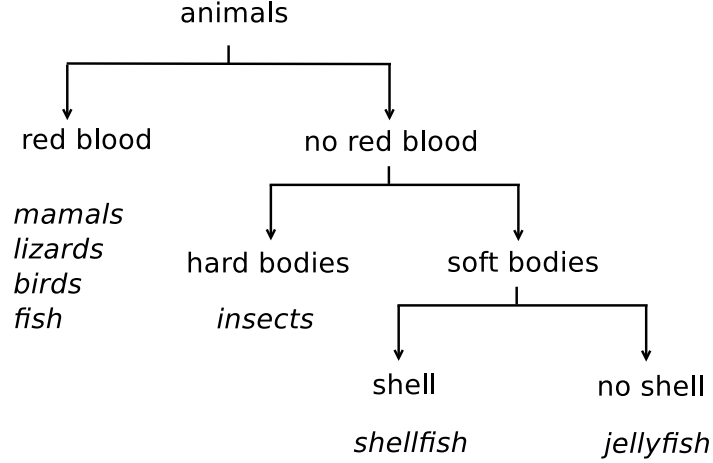 animals
red blood
no red blood
mamals
lizards
birds
fish
hard bodies
soft bodies
insects
shell
no shell
shellfish
jellyfish